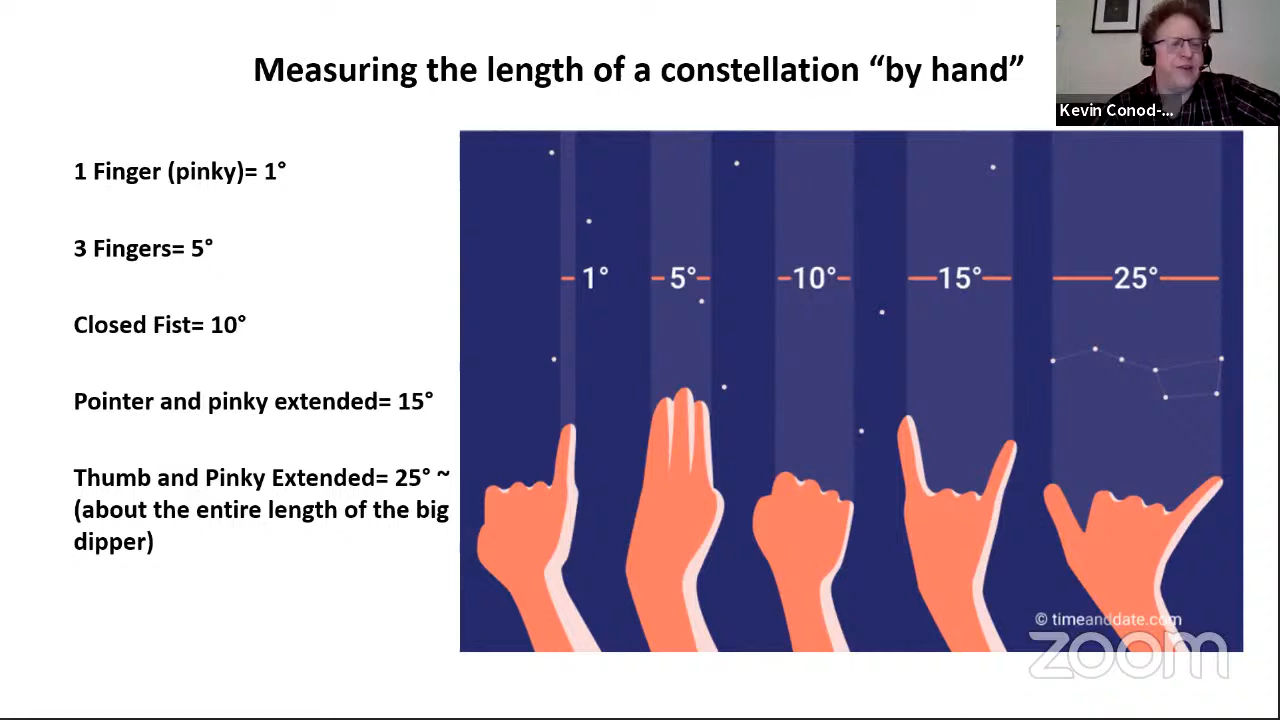 Measuring the length of a constellation “by hand”
Kevin Conod-...
1 Finger (pinky)= 1°
3 Fingers= 5°
Closed Fist= 10°
Pointer and pinky extended= 15°
Thumb and Pinky Extended= 25° ~
(about the entire length of the big
dipper)
1° 5° 10° 15° 25°
© timeanddate.com
zoom